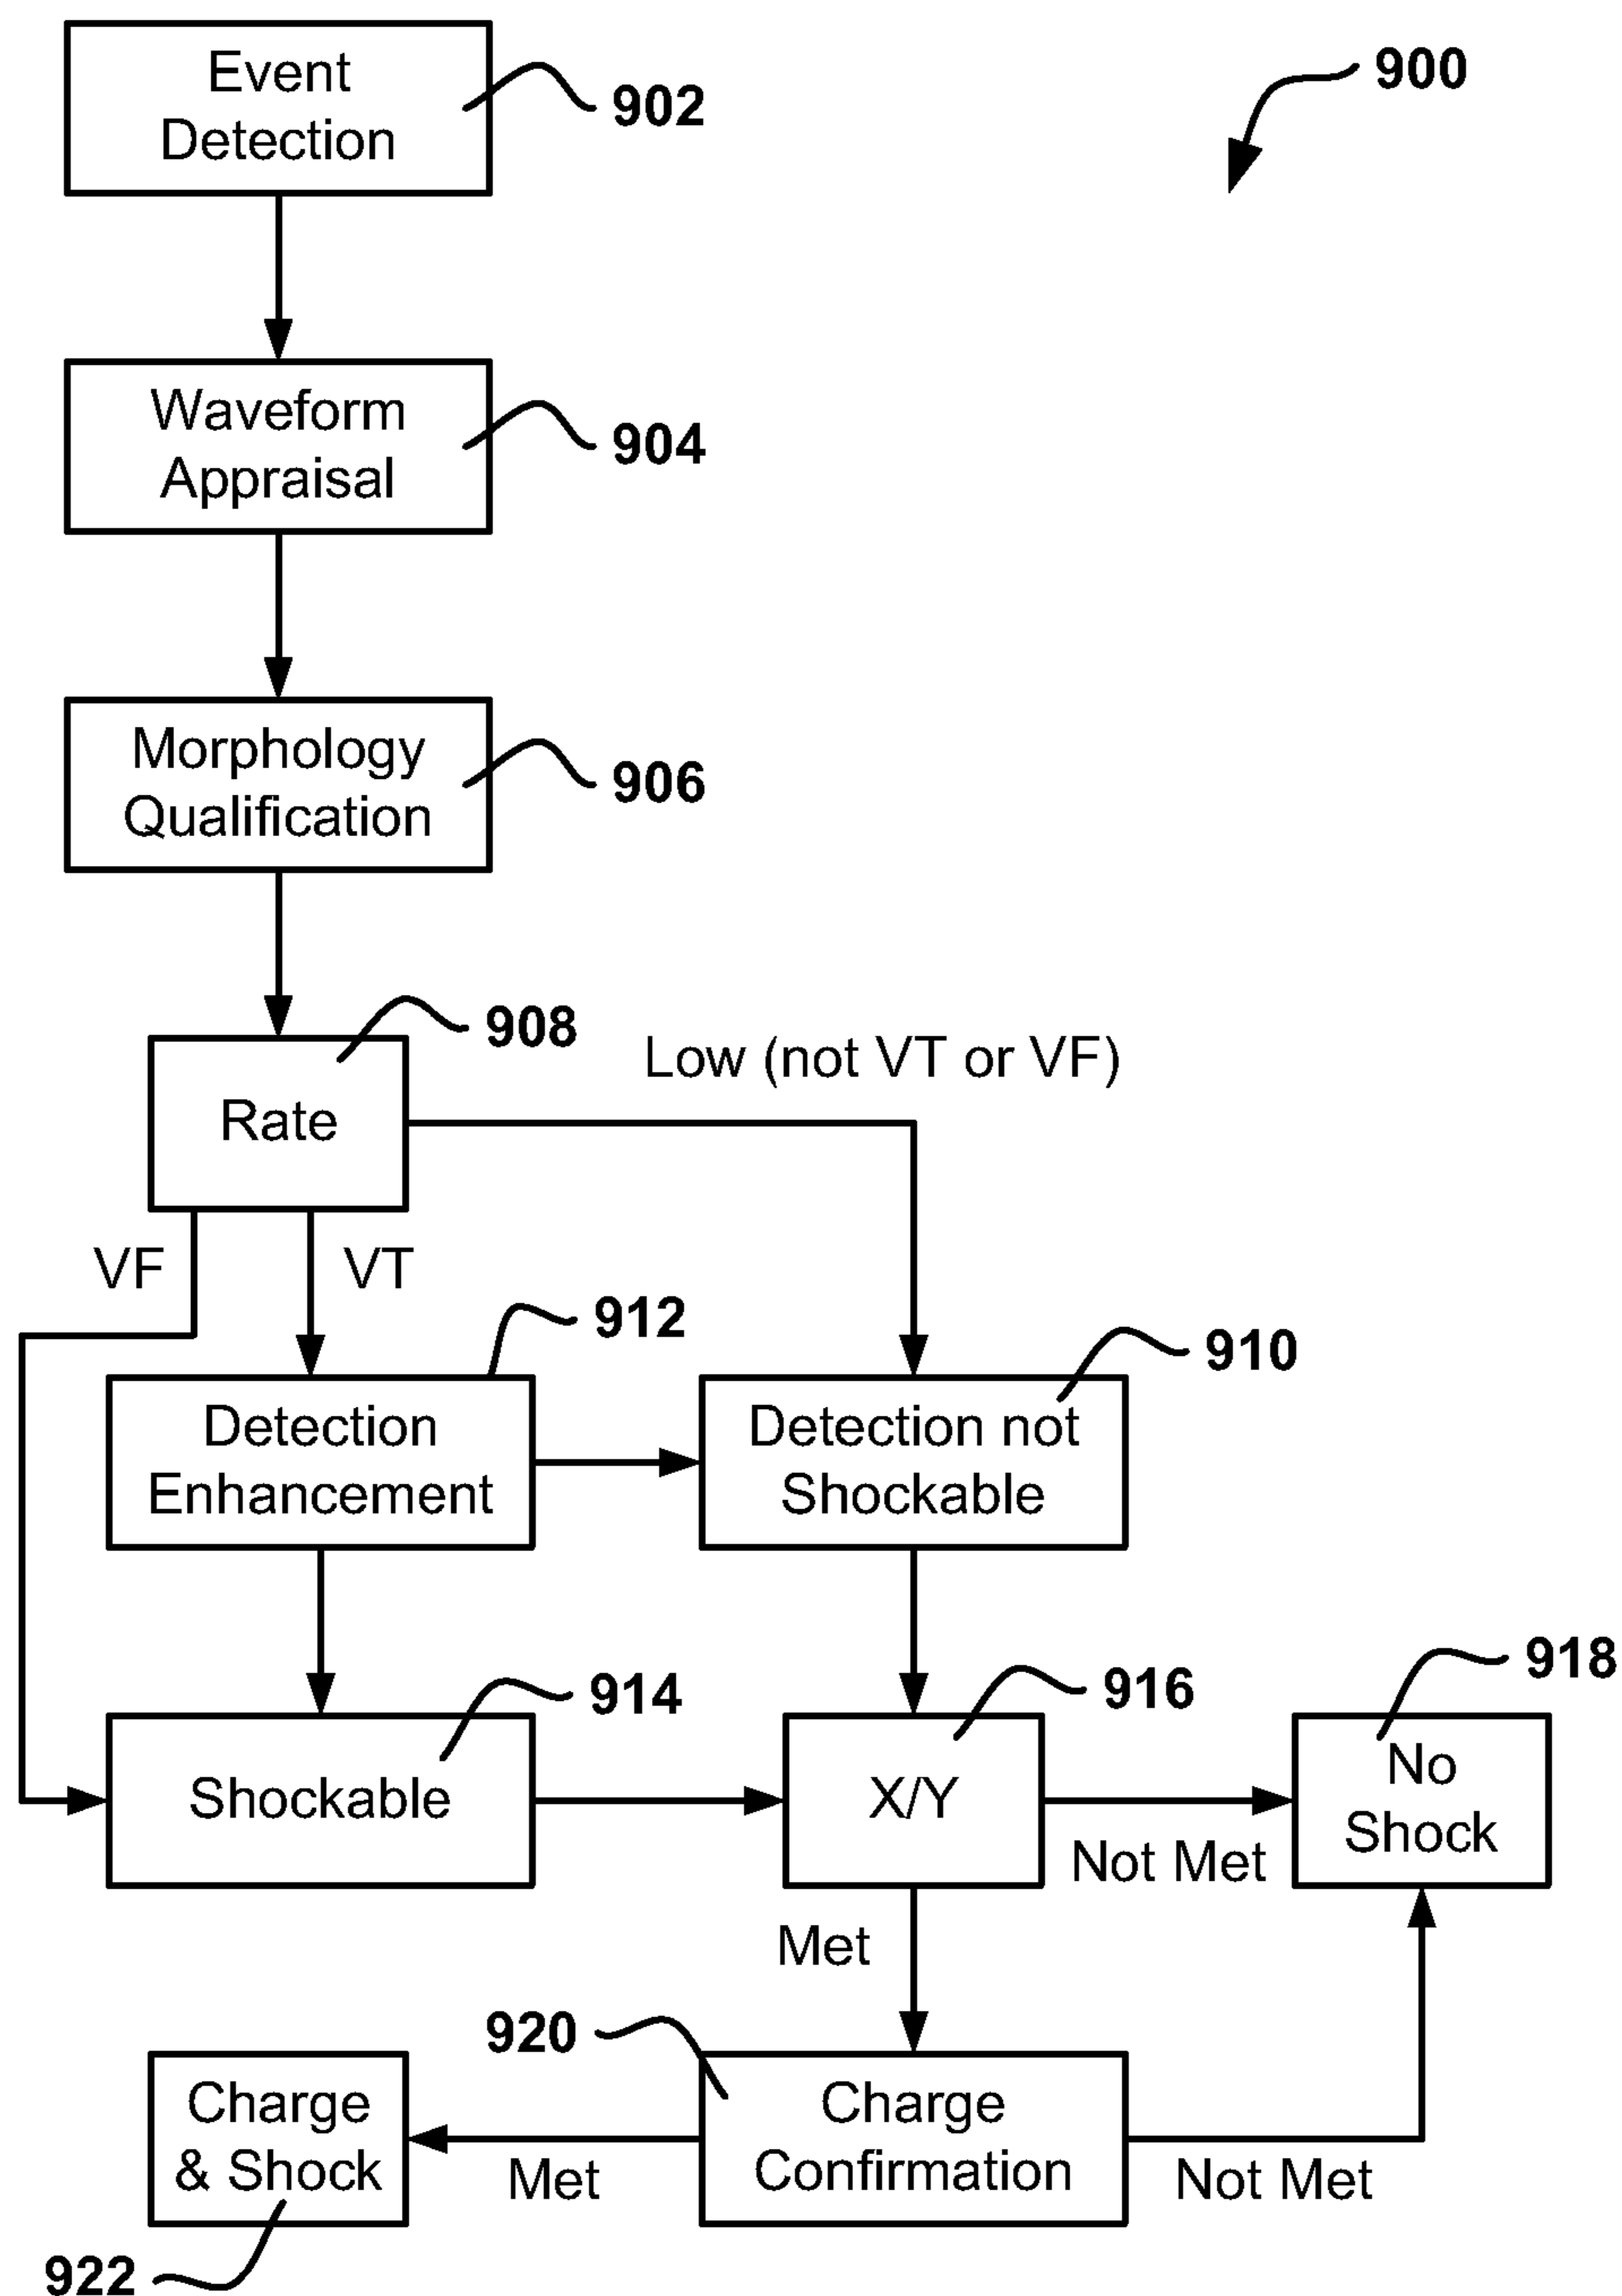 Event
Detection
902
900
Waveform
Appraisal
904
Morphology
Qualification
906
908
Rate
Low (not VT or VF)
VF
VT
912
910
Detection
Enhancement
Detection not
Shockable
914
916
918
Shockable
X/Y
No
Shock
Not Met
Met
920
Charge
& Shock
Met
Charge
Confirmation
Not Met
922